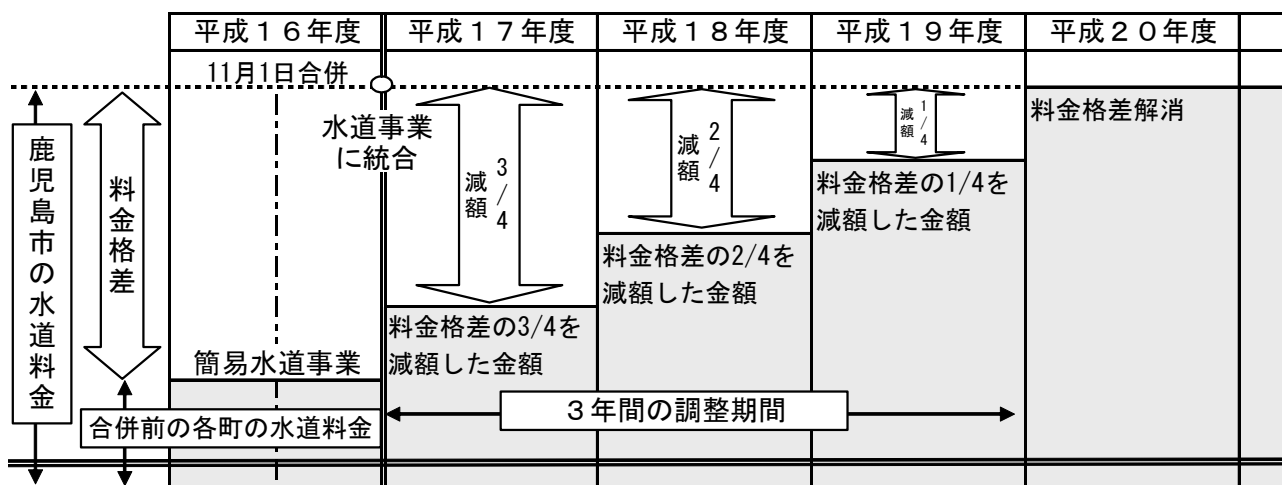 平成１６年度
平成１７年度
平成１８年度
平成１９年度
平成２０年度
11月1日合併
水道事業
に統合
鹿児島市の水道料金
料金格差
簡易水道事業
合併前の各町の水道料金
減額
3/4
料金格差の3/4を
減額した金額
減額
2/4
料金格差の2/4を
減額した金額
減額
1/4
料金格差の1/4を
減額した金額
料金格差解消
３年間の調整期間